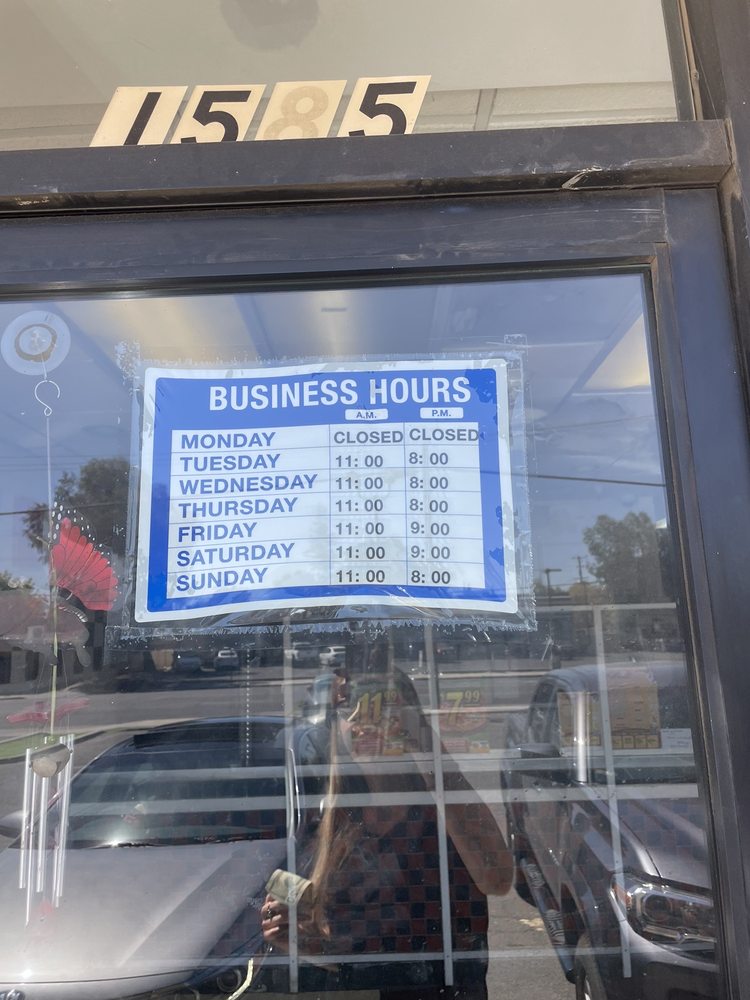 1585
BUSINESS HOURS
A.M. P.M.
MONDAY CLOSED CLOSED
TUESDAY 11: 00 8: 00
WEDNESDAY 11: 00 8: 00
THURSDAY 11: 00 8: 00
FRIDAY 11: 00 9: 00
SATURDAY 11: 00 9: 00
SUNDAY 11: 00 8: 00
11.99 7.99